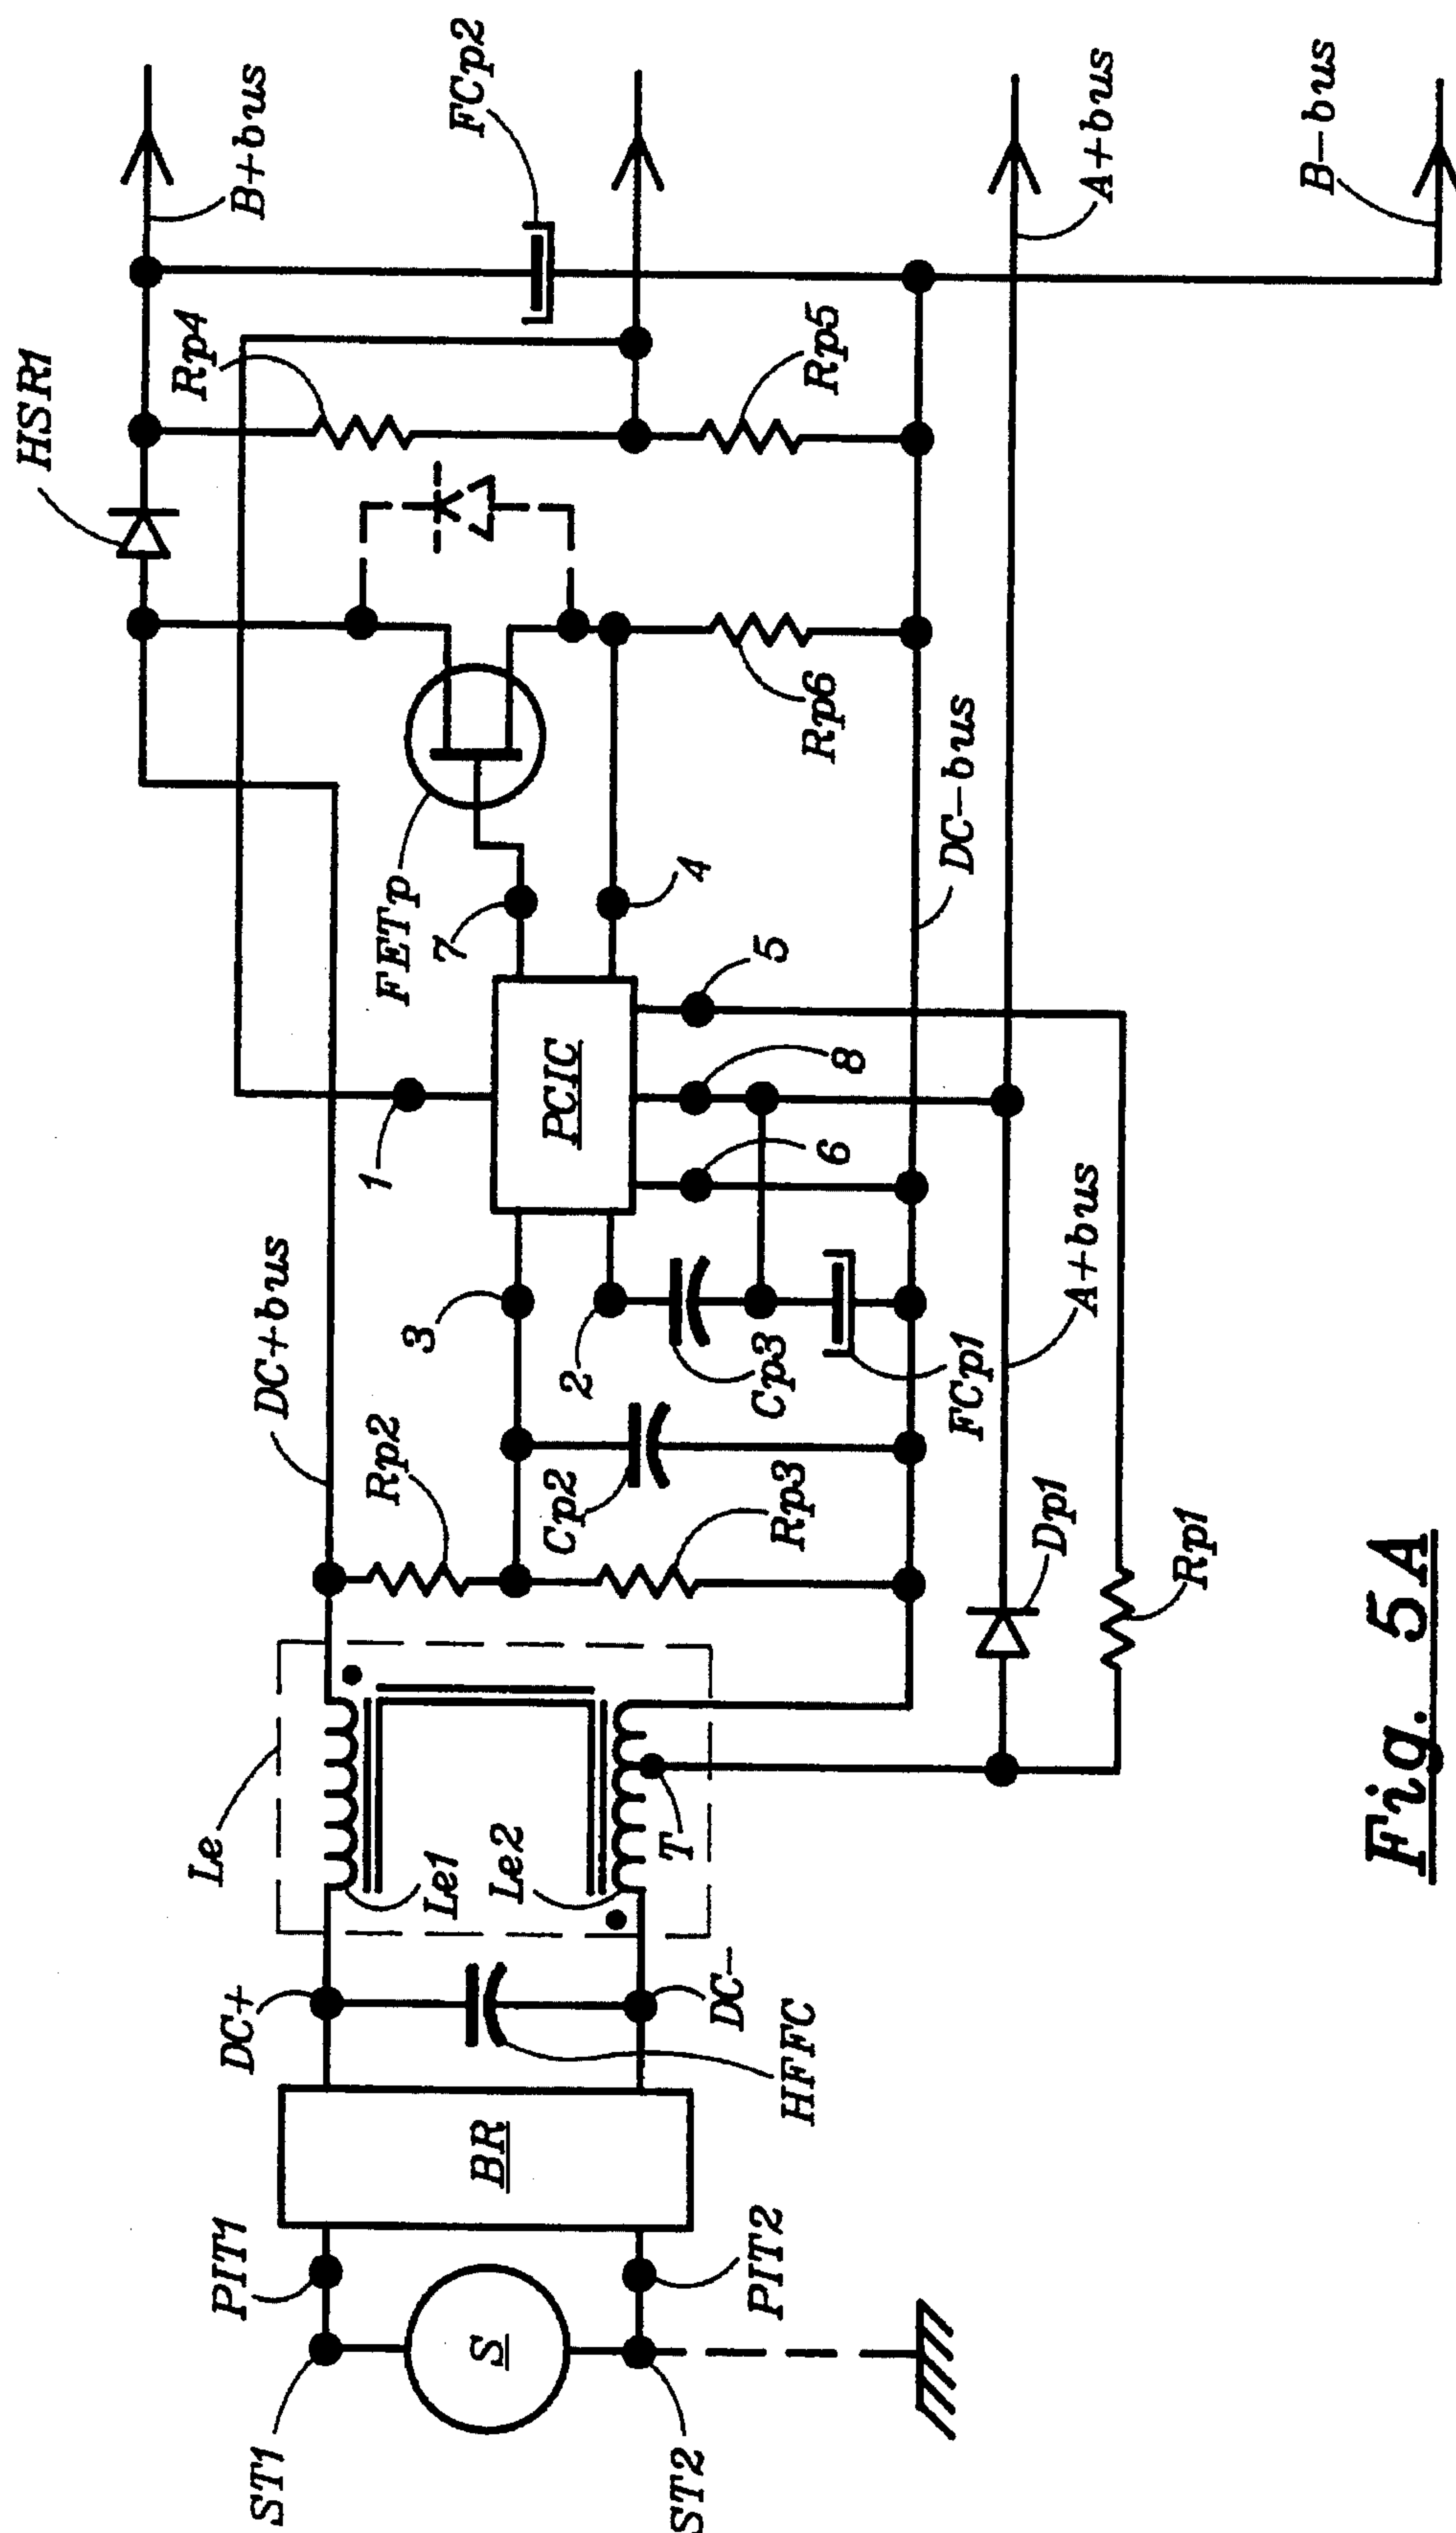 HSR1
B+bus
FCp2
Rp4
Rp5
A+bus
B-bus
DC+bus
FETp
7
4
Rp6
DC-bus
1
PCIC
5
8
6
3
2
Rp2
Cp2
Rp3
Cp3
FCp1
A+bus
Dp1
Rp1
Le
Le1
Le2
T
DC+
DC-
HFFC
BR
PIT1
PIT2
S
ST1
ST2
Fig. 5A